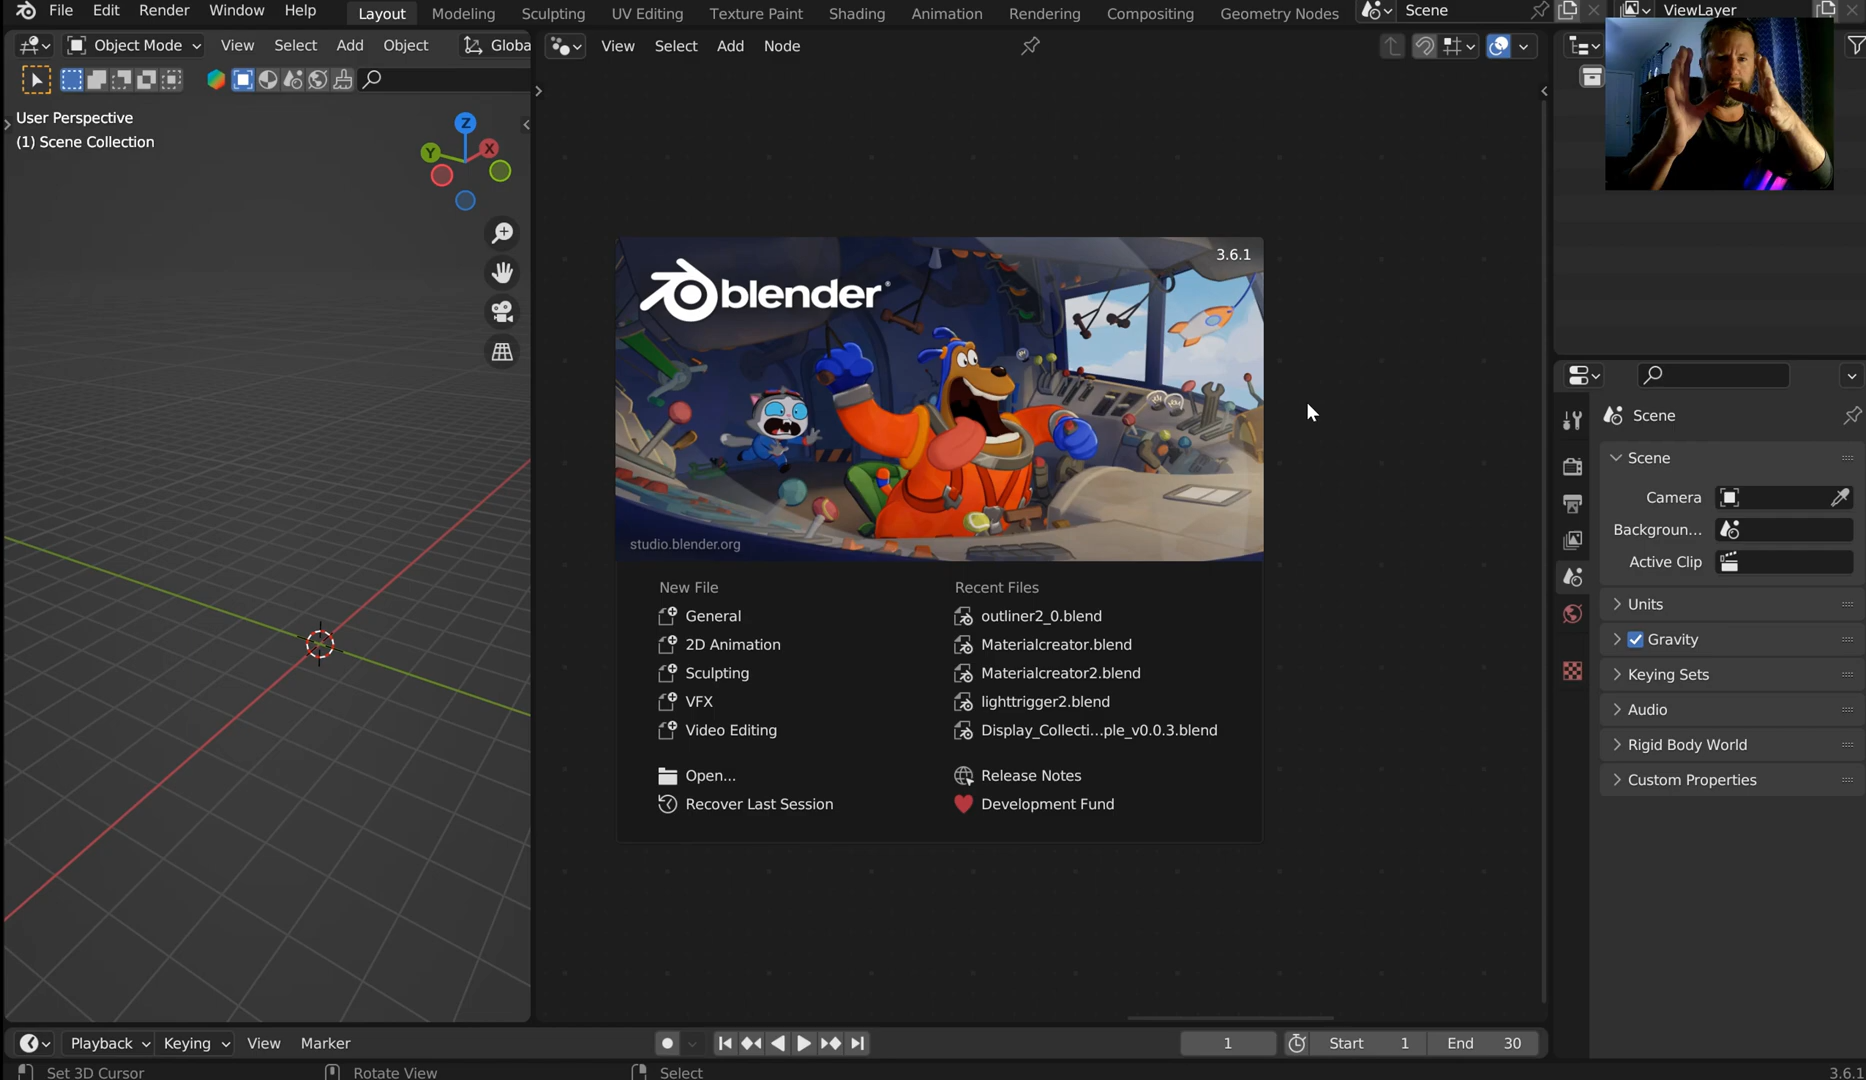 File Edit Render Window Help Layout Modeling Sculpting UV Editing Texture Paint Shading Animation Rendering Compositing Geometry Nodes Scene ViewLayer
Object Mode View Select Add Object Globa
View Select Add Node
User Perspective
(1) Scene Collection
Z
Y
X
blender
3.6.1
studio.blender.org
New File
General
2D Animation
Sculpting
VFX
Video Editing
Open...
Recover Last Session
Recent Files
outliner2_0.blend
Materialcreator.blend
Materialcreator2.blend
lighttrigger2.blend
Display_Collecti...ple_v0.0.3.blend
Release Notes
Development Fund
Scene
Scene
Camera
Backgroun...
Active Clip
Units
Gravity
Keying Sets
Audio
Rigid Body World
Custom Properties
Playback Keying View Marker 1 Start 1 End 30
Set 3D Cursor Rotate View Select 3.6.1